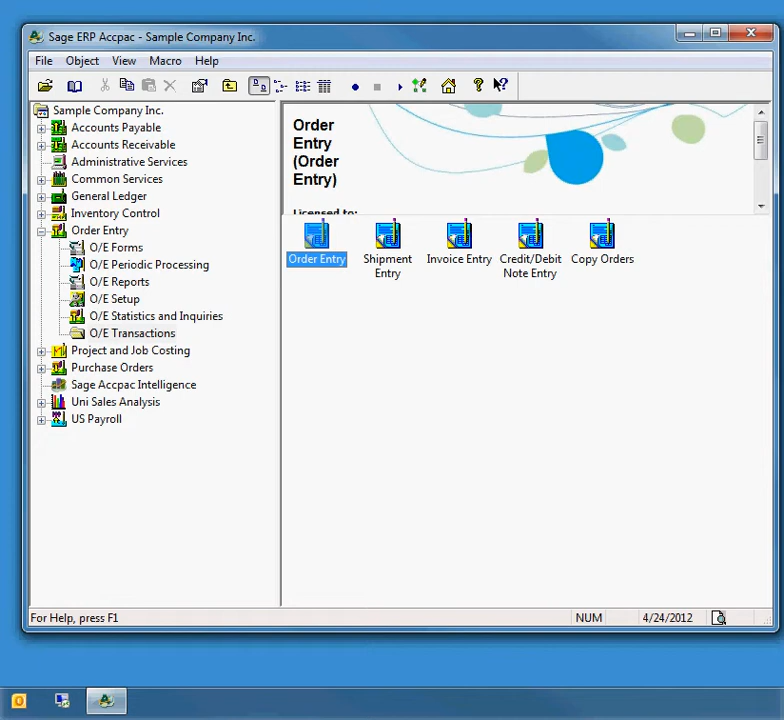 Sage ERP Accpac - Sample Company Inc.
File Object View Macro Help
Sample Company Inc.
Accounts Payable
Accounts Receivable
Administrative Services
Common Services
General Ledger
Inventory Control
Order Entry
O/E Forms
O/E Periodic Processing
O/E Reports
O/E Setup
O/E Statistics and Inquiries
O/E Transactions
Project and Job Costing
Purchase Orders
Sage Accpac Intelligence
Uni Sales Analysis
US Payroll
Order
Entry
(Order
Entry)
Licensed to:
Order Entry
Shipment
Entry
Invoice Entry
Credit/Debit
Note Entry
Copy Orders
For Help, press F1
NUM
4/24/2012